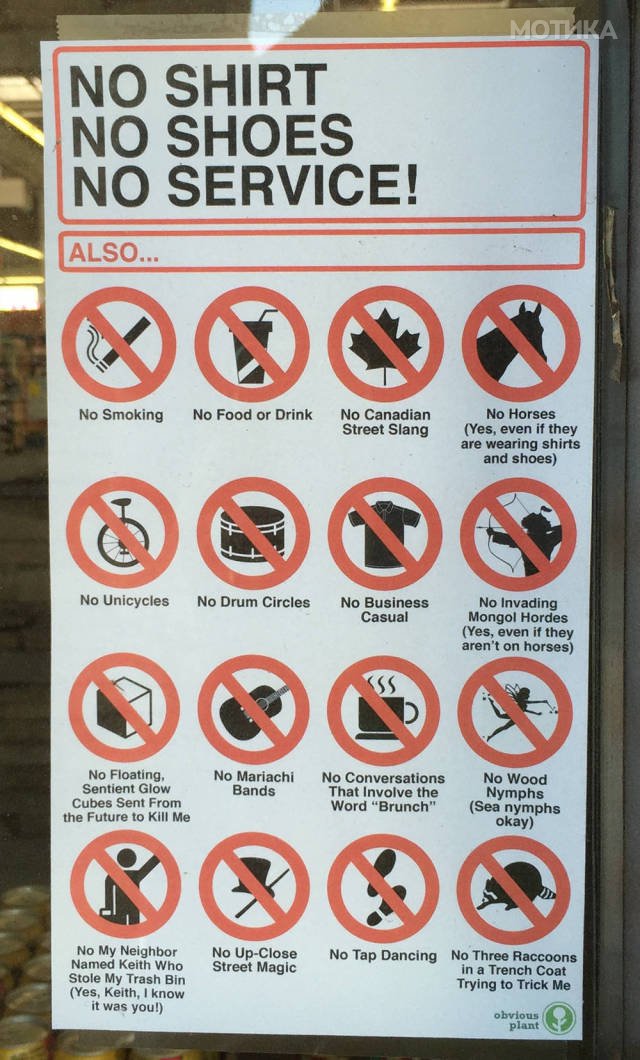 МОТИКА
NO SHIRT
NO SHOES
NO SERVICE!
ALSO...
No Smoking
No Food or Drink
No Canadian
Street Slang
No Horses
(Yes, even if they
are wearing shirts
and shoes)
No Unicycles
No Drum Circles
No Business
Casual
No Invading
Mongol Hordes
(Yes, even if they
aren't on horses)
No Floating,
Sentient Glow
Cubes Sent From
the Future to Kill Me
No Mariachi
Bands
No Conversations
That Involve the
Word “Brunch”
No Wood
Nymphs
(Sea nymphs
okay)
No My Neighbor
Named Keith Who
Stole My Trash Bin
(Yes, Keith, I know
it was you!)
No Up-Close
Street Magic
No Tap Dancing
No Three Raccoons
in a Trench Coat
Trying to Trick Me
obvious
plant